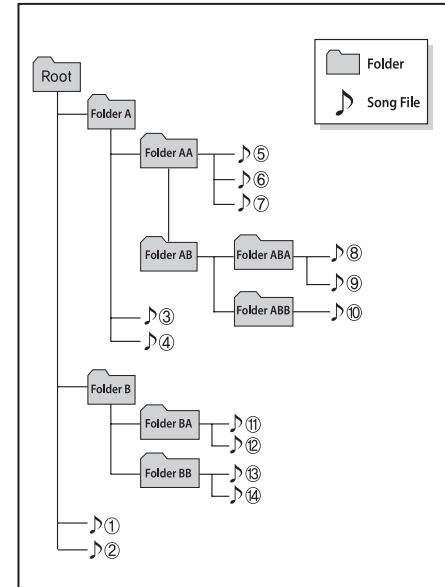 Root
Folder
Song File
Folder A
Folder AA
⑤
⑥
⑦
Folder AB
Folder ABA
⑧
⑨
Folder ABB
⑩
③
④
Folder B
Folder BA
⑪
⑫
Folder BB
⑬
⑭
①
②